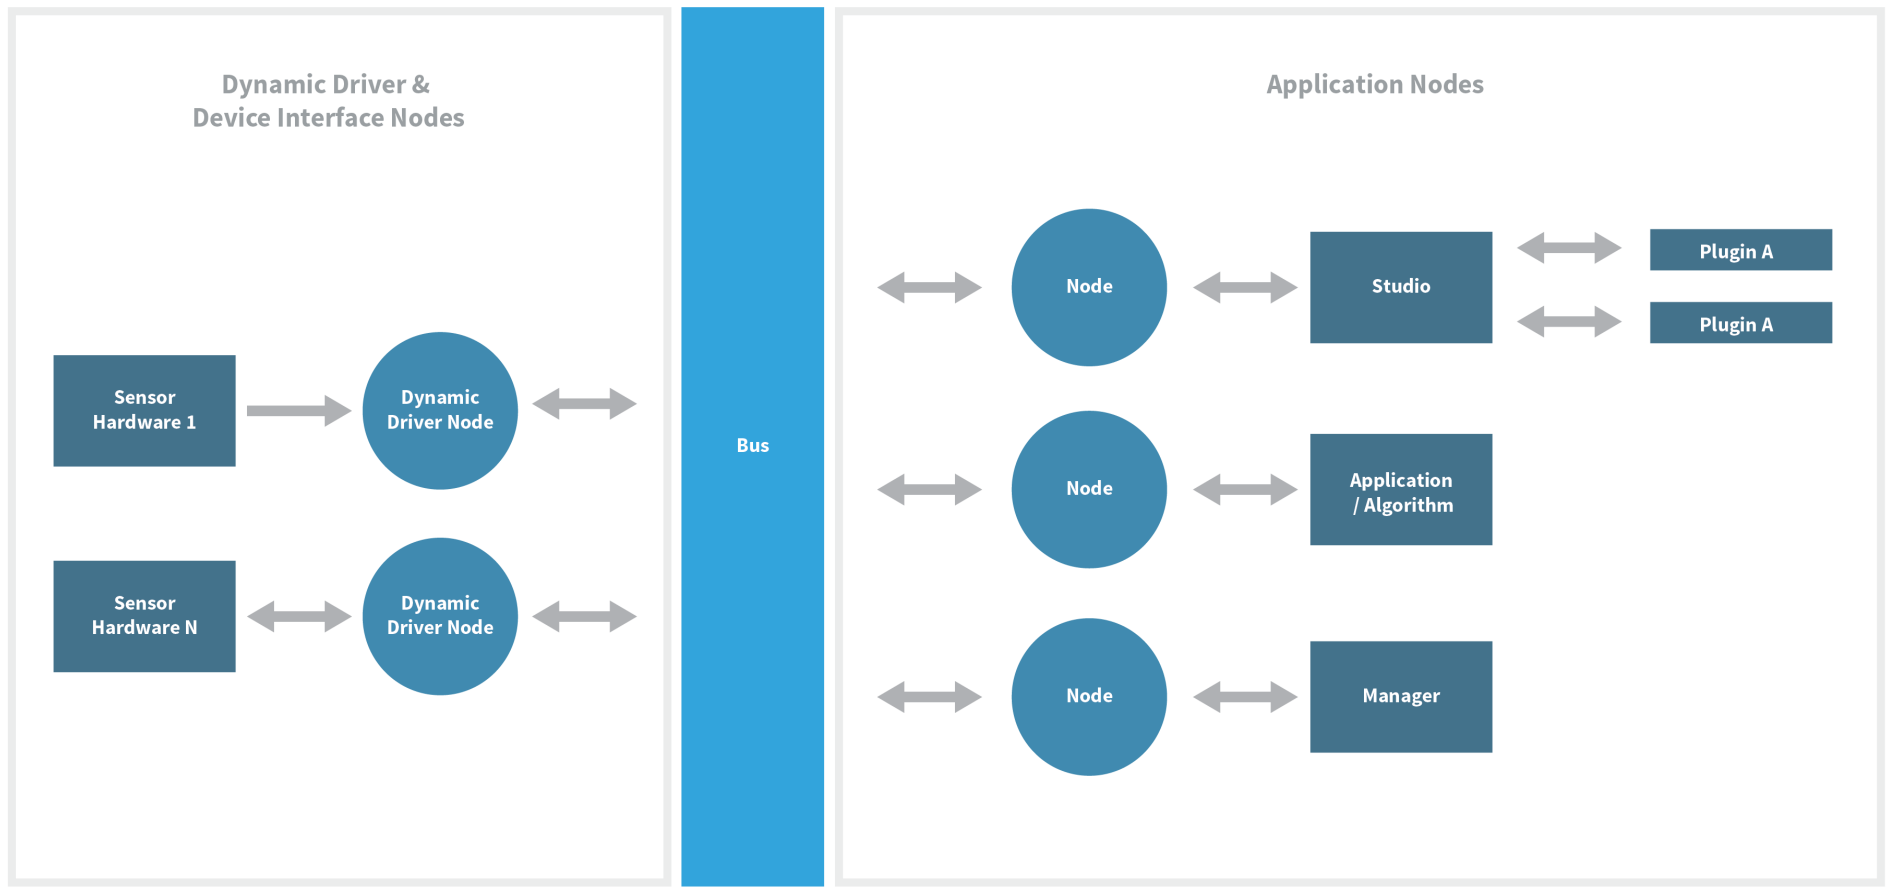 Dynamic Driver &
Device Interface Nodes
Sensor
Hardware 1
Dynamic
Driver Node
Sensor
Hardware N
Dynamic
Driver Node
Bus
Application Nodes
Node
Studio
Plugin A
Plugin A
Node
Application
/ Algorithm
Node
Manager